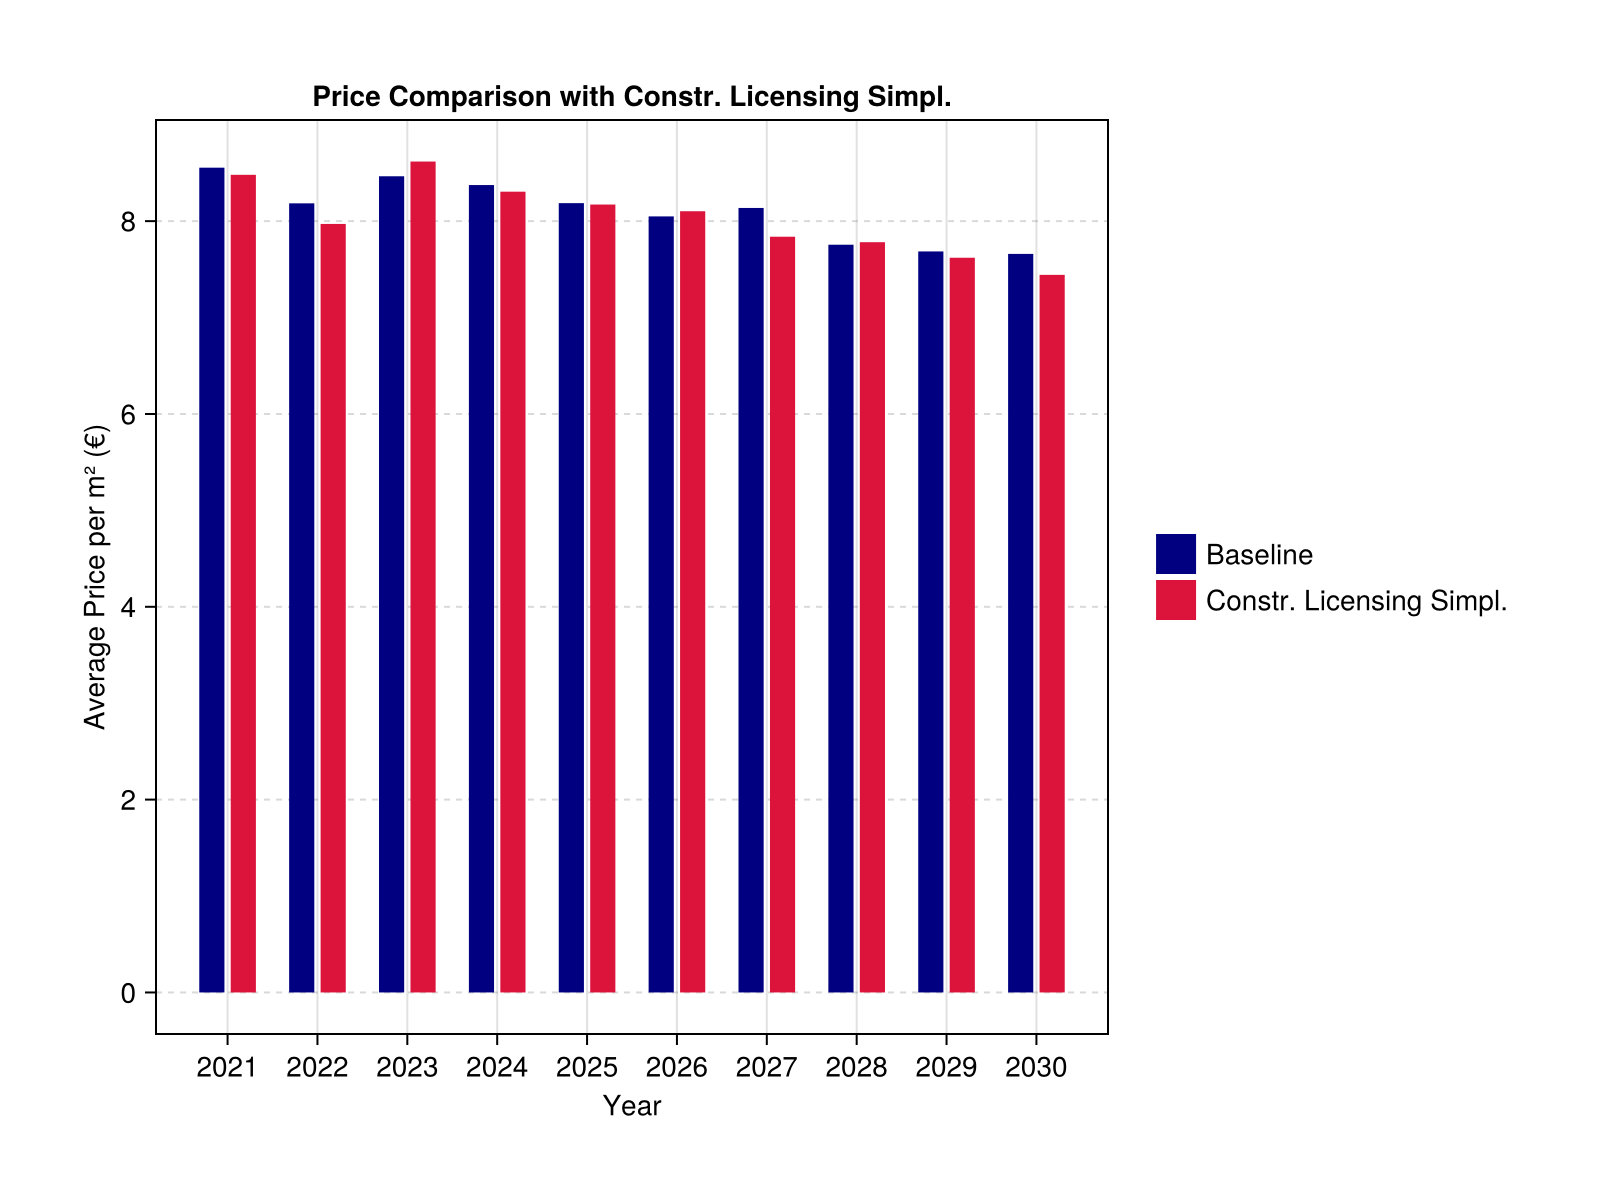 Price Comparison with Constr. Licensing Simpl.
Average Price per m² (€)
8
6
4
2
0
2021 2022 2023 2024 2025 2026 2027 2028 2029 2030
Year
Baseline
Constr. Licensing Simpl.